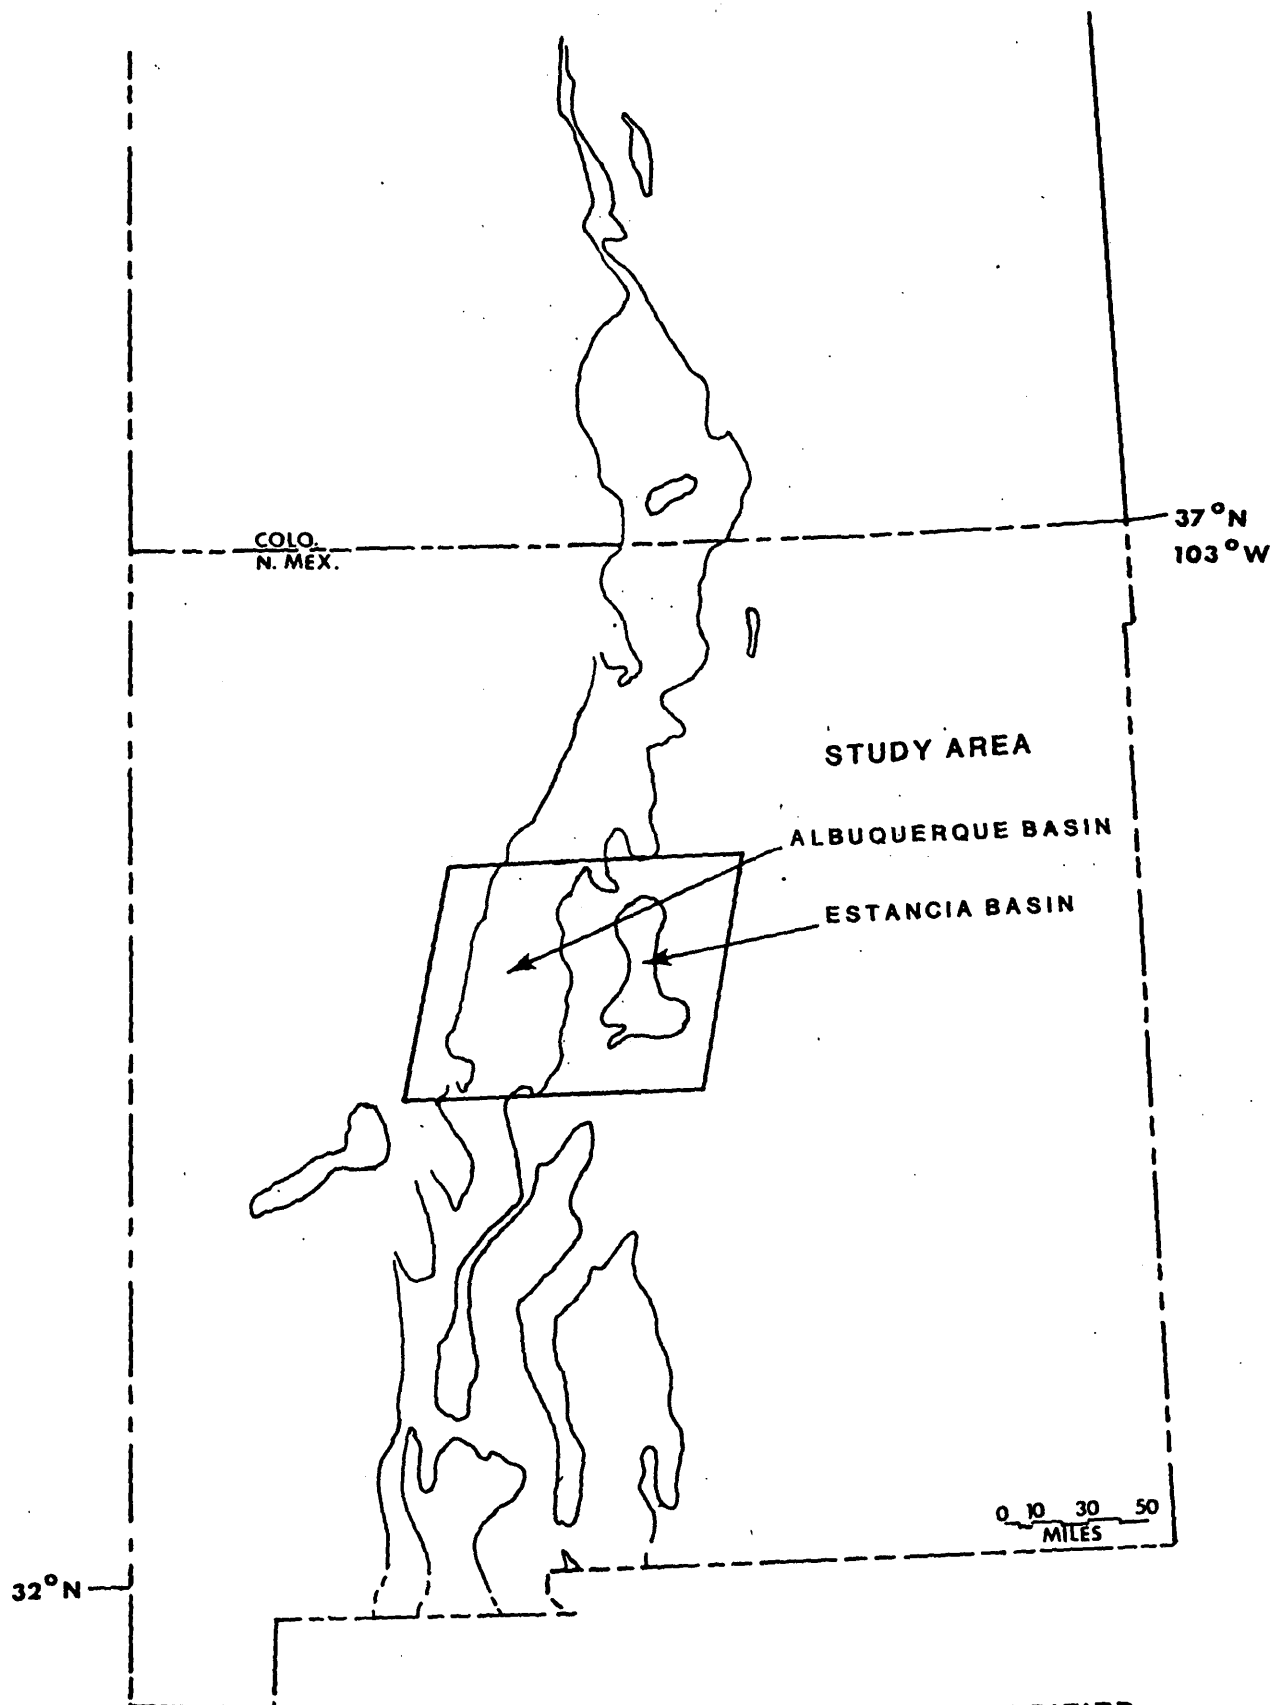 COLO.
N. MEX.
37°N
103°W
STUDY AREA
ALBUQUERQUE BASIN
ESTANCIA BASIN
0 10 30 50
MILES
32°N